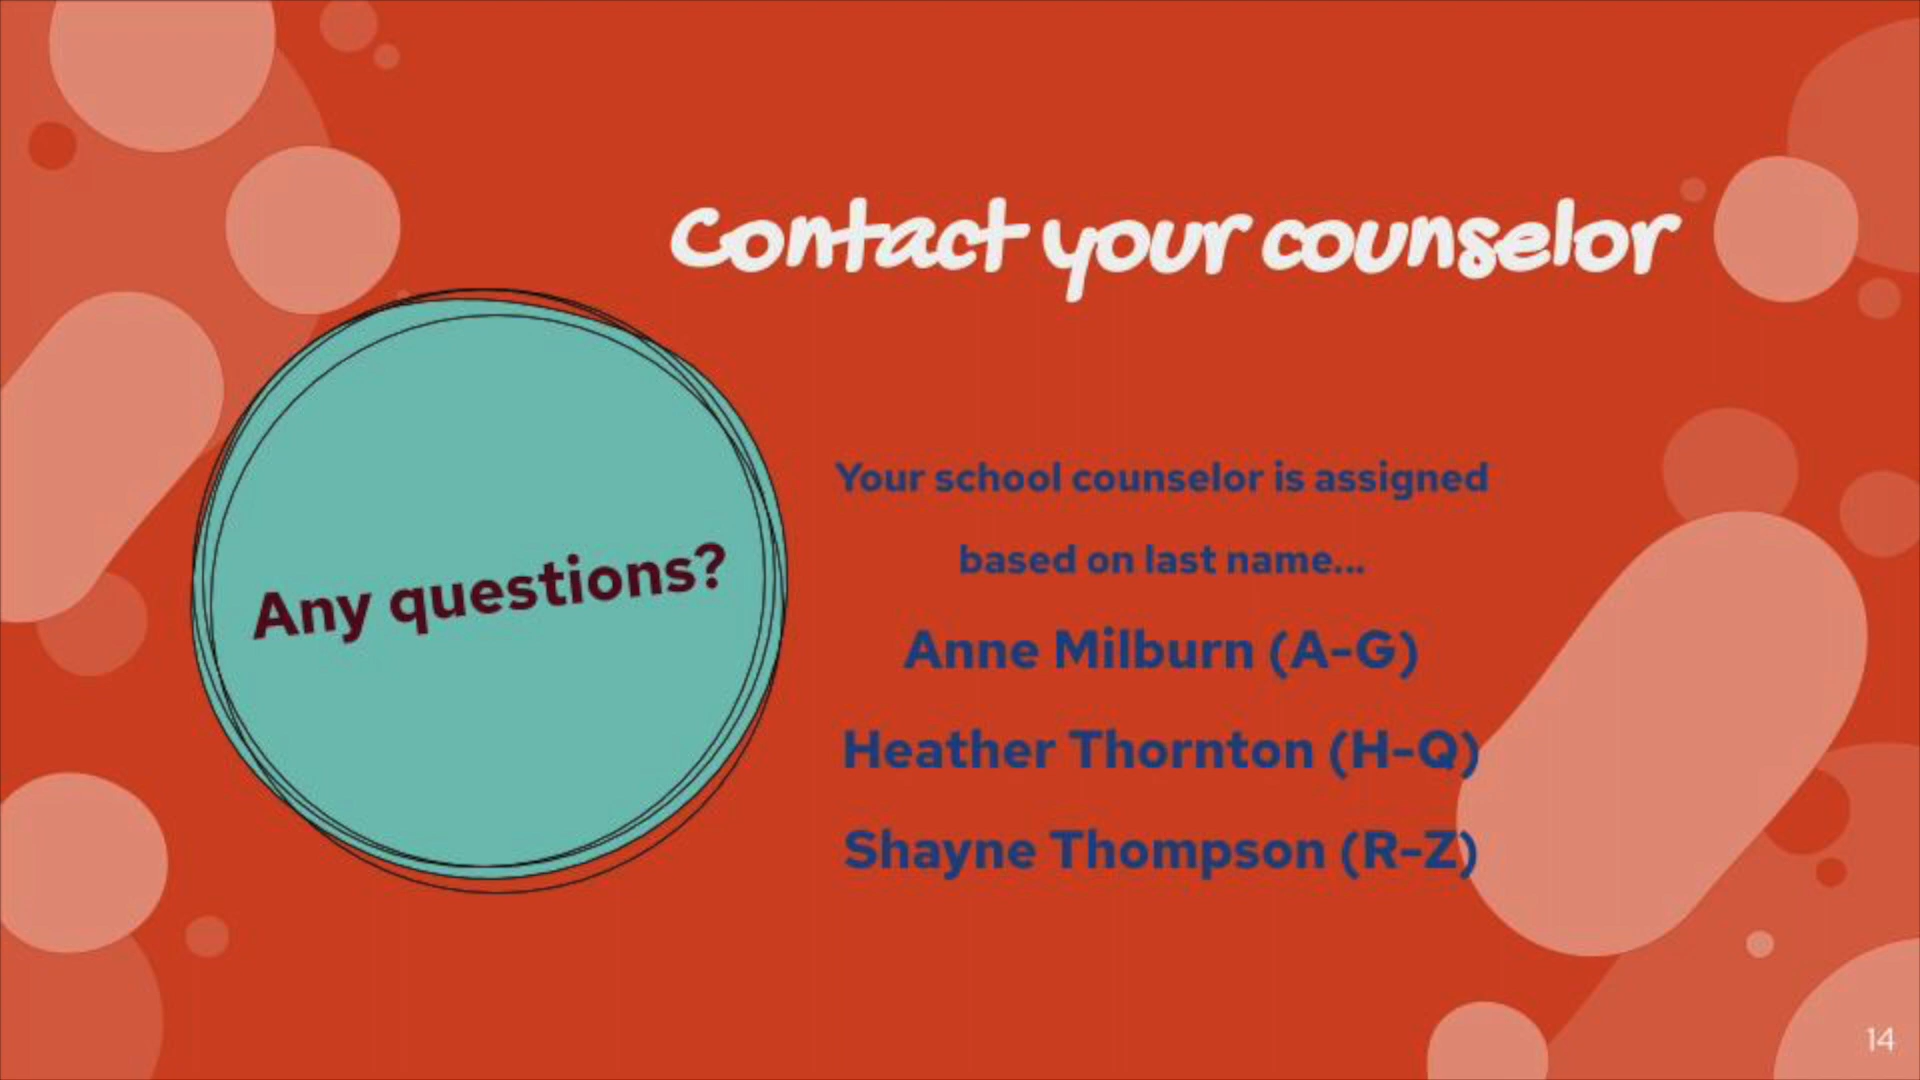 Contact your counselor
Any questions?
Your school counselor is assigned
based on last name...
Anne Milburn (A-G)
Heather Thornton (H-Q)
Shayne Thompson (R-Z)
14